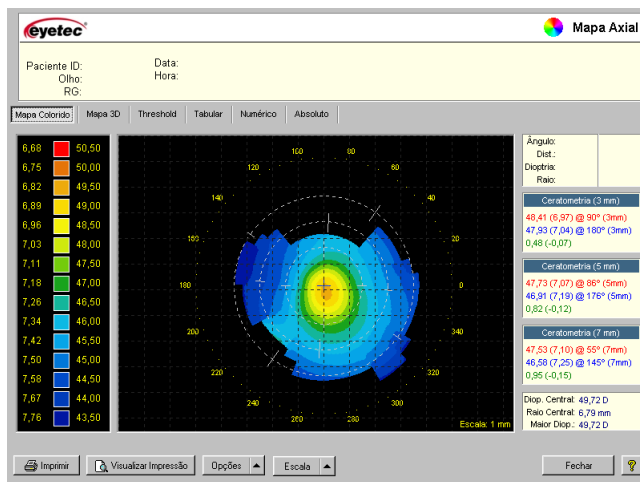 eyetec
Mapa Axial
Paciente ID:
Olho:
RG:
Data:
Hora:
Mapa Colorido
Mapa 3D
Threshold
Tabular
Numérico
Absoluto
6,68 50,50
6,75 50,00
6,82 49,50
6,89 49,00
6,96 48,50
7,03 48,00
7,11 47,50
7,18 47,00
7,26 46,50
7,34 46,00
7,42 45,50
7,50 45,00
7,58 44,50
7,67 44,00
7,76 43,50
100 80
120 60
140 40
160 20
180 0
200 340
220 320
240 300
260 280
Escala: 1 mm
Ângulo:
Dist.:
Dioptria:
Raio:
Ceratometria (3 mm)
48,41 (6,97) @ 90º (3mm)
47,93 (7,04) @ 180º (3mm)
0,48 (-0,07)
Ceratometria (5 mm)
47,73 (7,07) @ 86º (5mm)
46,91 (7,19) @ 176º (5mm)
0,82 (-0,12)
Ceratometria (7 mm)
47,53 (7,10) @ 55º (7mm)
46,58 (7,25) @ 145º (7mm)
0,95 (-0,15)
Diop. Central: 49,72 D
Raio Central: 6,79 mm
Maior Diop.: 49,72 D
Imprimir
Visualizar Impressão
Opções
Escala
Fechar
?